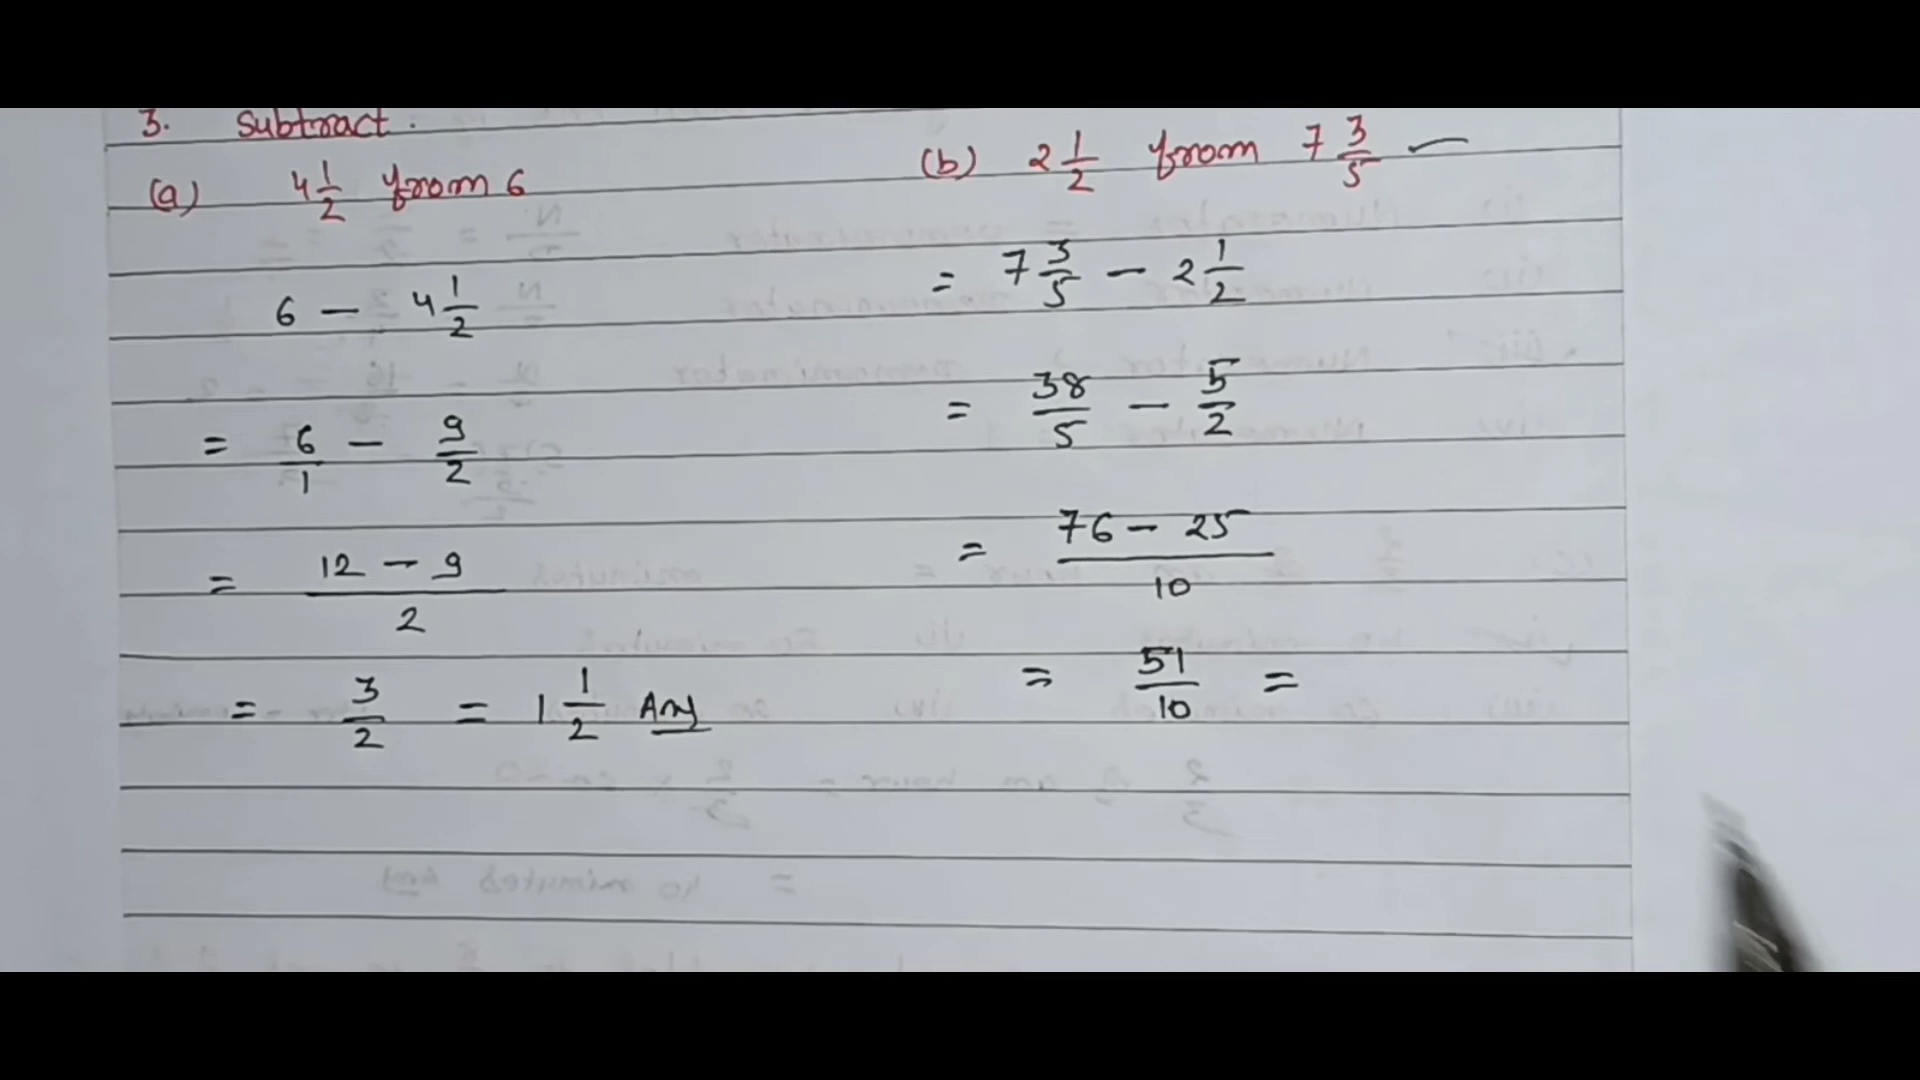 3. Subtract.
(a) 4 1/2 from 6
6 - 4 1/2
= 6/1 - 9/2
= (12 - 9)/2
= 3/2 = 1 1/2 Ans
(b) 2 1/2 from 7 3/5 -
= 7 3/5 - 2 1/2
= 38/5 - 5/2
= (76 - 25)/10
= 51/10 =